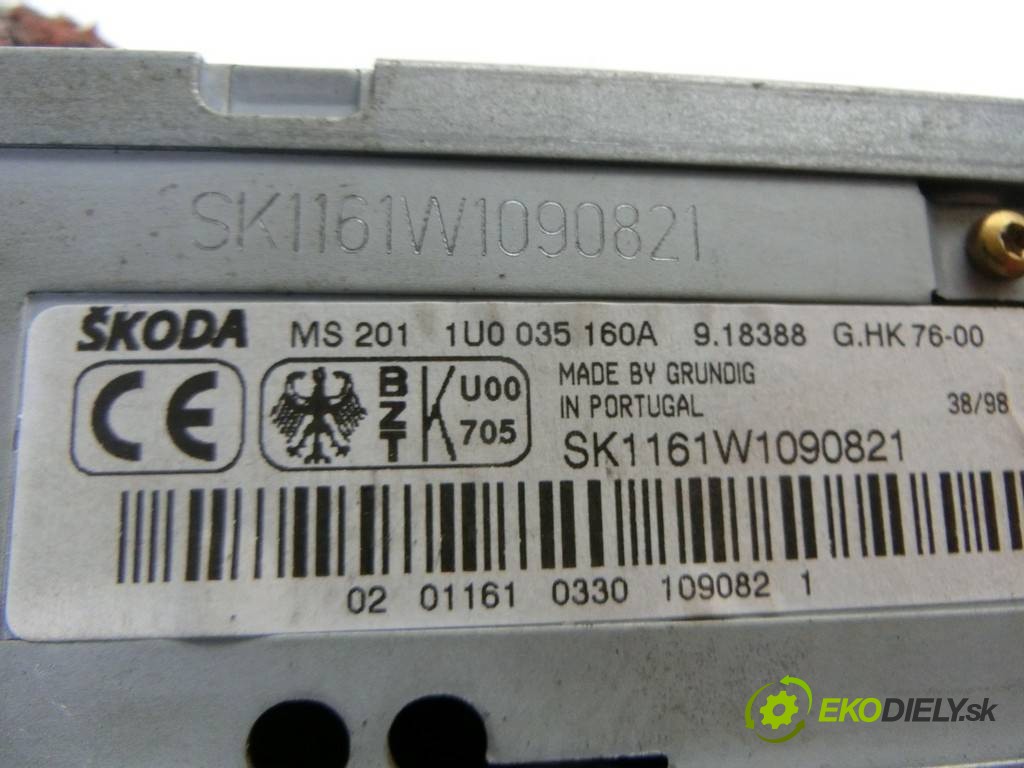 SK1161W1090821
ŠKODA MS 201 1U0 035 160A 9.18388 G.HK 76-00
CE BZT K U00 705
MADE BY GRUNDIG
IN PORTUGAL 38/98
SK1161W1090821
02 01161 0330 109082 1
EKODIELY.sk